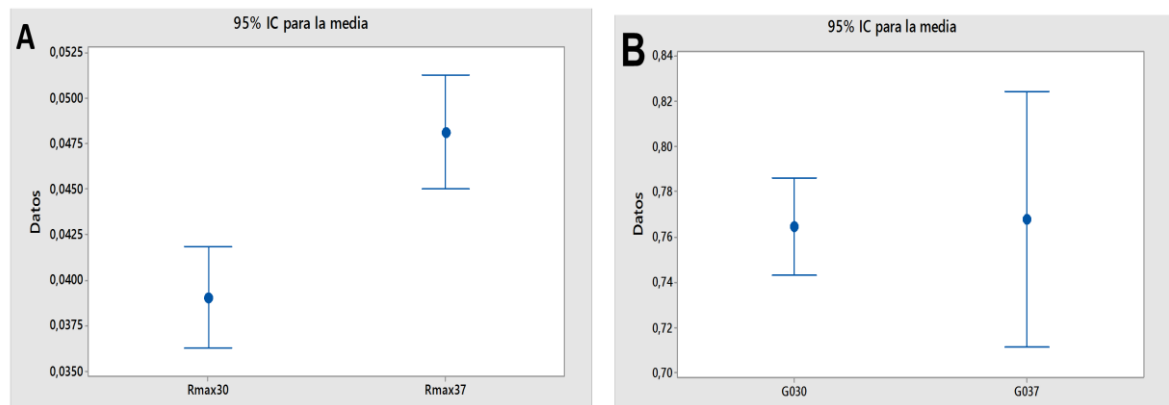 A
95% IC para la media
0,0525
0,0500
0,0475
0,0450
0,0425
0,0400
0,0375
0,0350
Datos
Rmax30 Rmax37
B
95% IC para la media
0,84
0,82
0,80
0,78
0,76
0,74
0,72
0,70
Datos
G030 G037